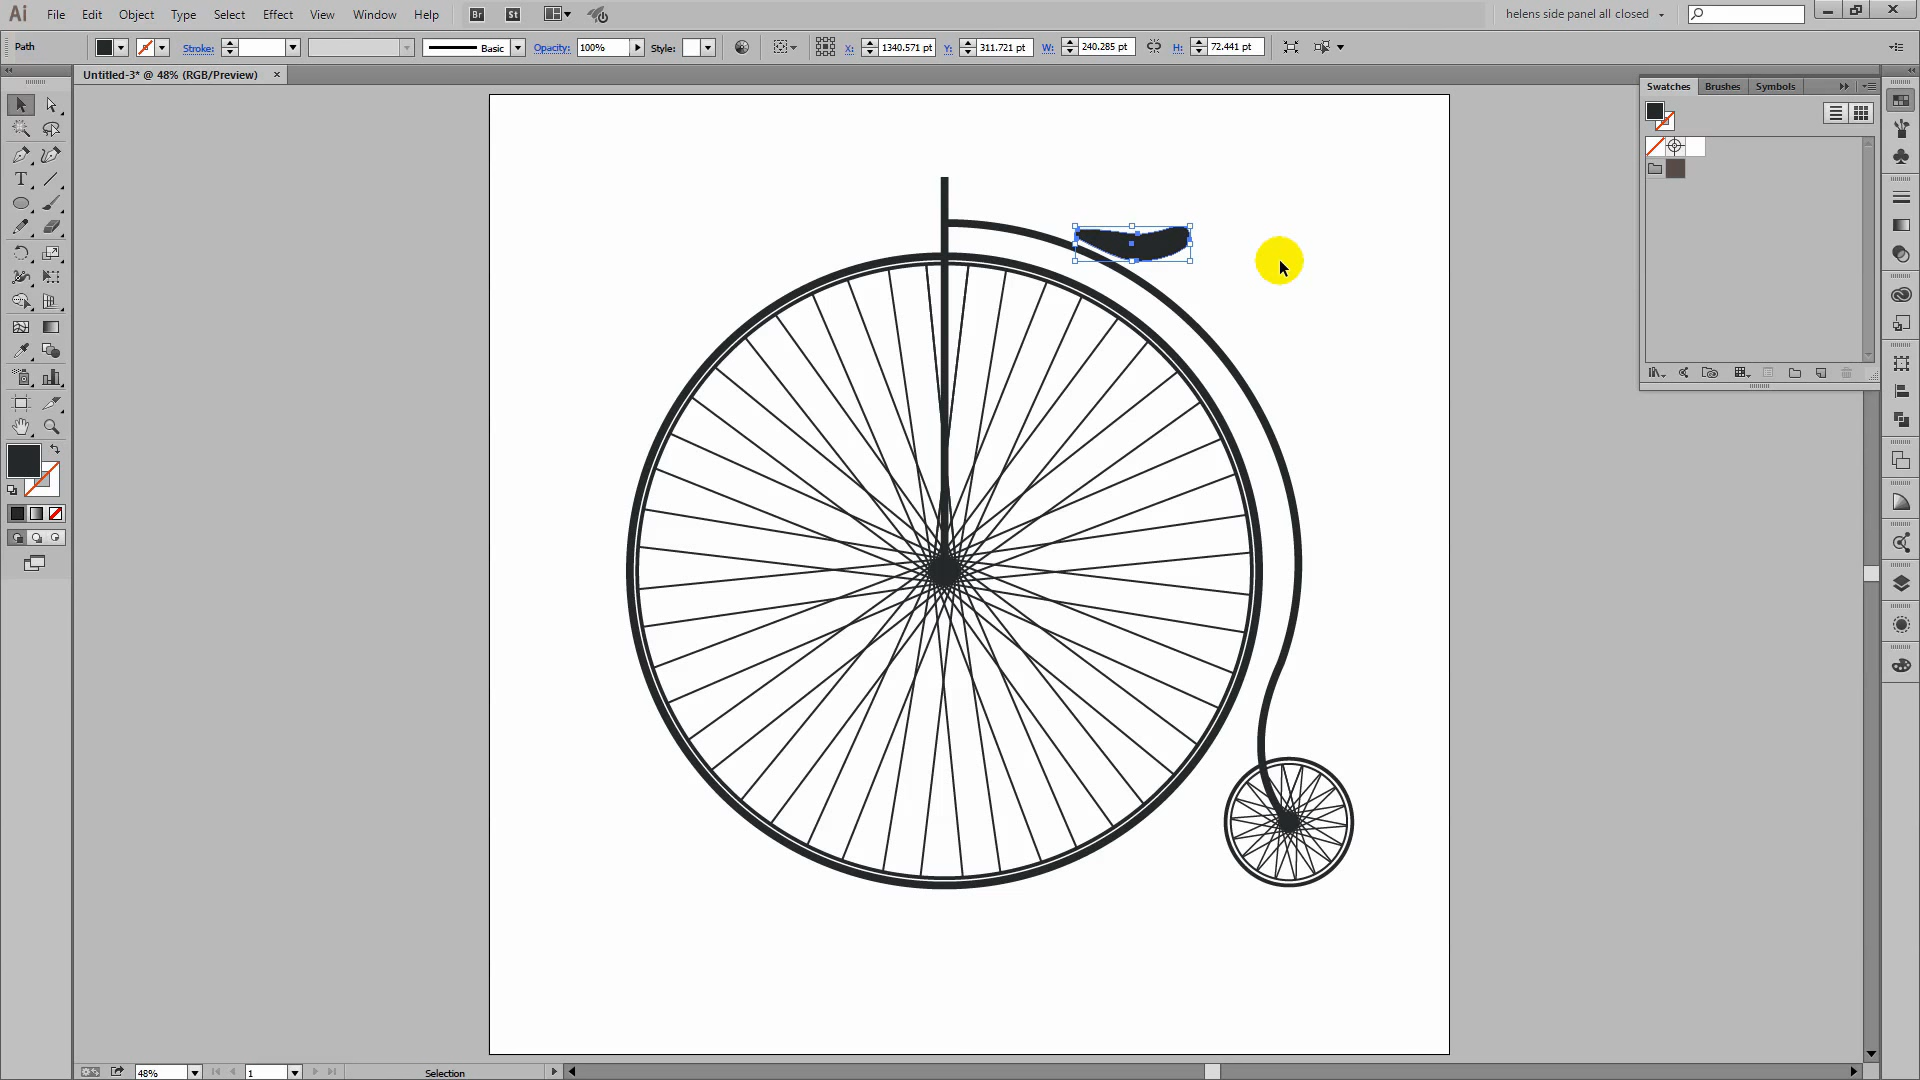 Ai File Edit Object Type Select Effect View Window Help Br St helens side panel all closed
Path Stroke: Basic Opacity: 100% Style: X: 1340.571 pt Y: 311.721 pt W: 240.285 pt H: 72.441 pt
Untitled-3* @ 48% (RGB/Preview) ×
Swatches Brushes Symbols
T
48% 1 Selection